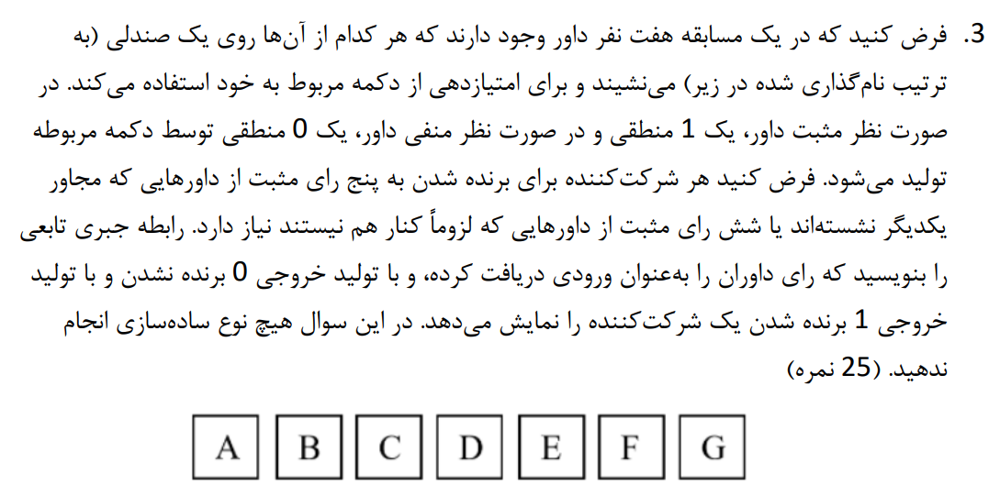 3. فرض کنید که در یک مسابقه هفت نفر داور وجود دارند که هر کدام از آن‌ها روی یک صندلی (به
ترتیب نام‌گذاری شده در زیر) می‌نشیند و برای امتیازدهی از دکمه مربوط به خود استفاده می‌کند. در
صورت نظر مثبت داور، یک 1 منطقی و در صورت نظر منفی داور، یک 0 منطقی توسط دکمه مربوطه
تولید می‌شود. فرض کنید هر شرکت‌کننده برای برنده شدن به پنج رای مثبت از داورهایی که مجاور
یکدیگر نشسته‌اند یا شش رای مثبت از داورهایی که لزوماً کنار هم نیستند نیاز دارد. رابطه جبری تابعی
را بنویسید که رای داوران را به‌عنوان ورودی دریافت کرده، و با تولید خروجی 0 برنده نشدن و با تولید
خروجی 1 برنده شدن یک شرکت‌کننده را نمایش می‌دهد. در این سوال هیچ نوع ساده‌سازی انجام
ندهید. (25 نمره)
A B C D E F G